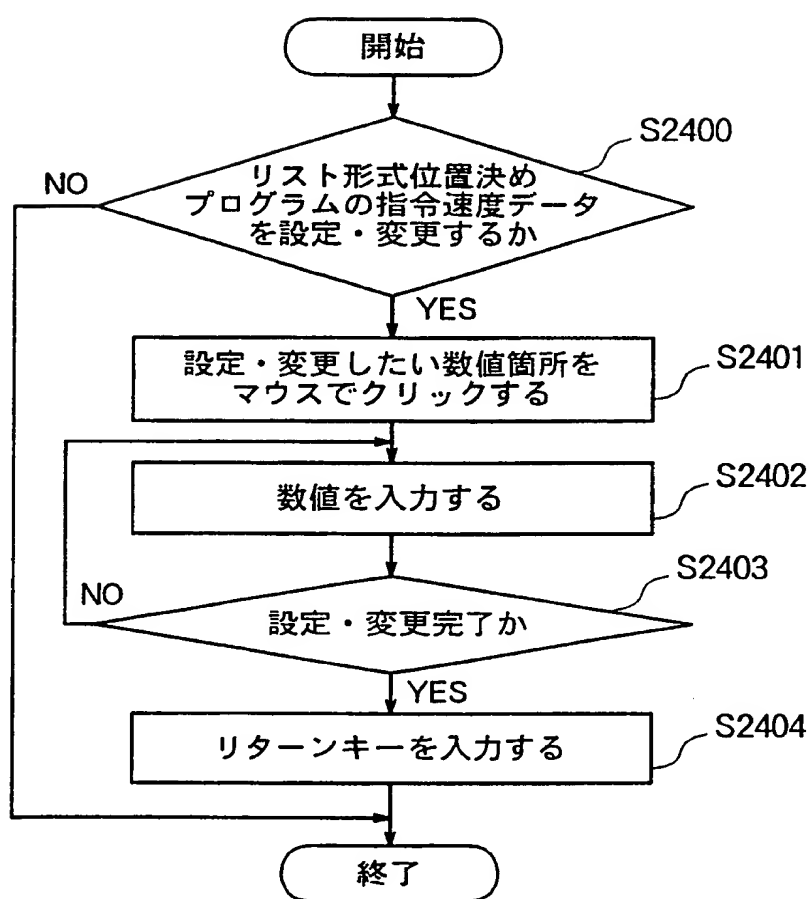 開始
S2400
リスト形式位置決め
プログラムの指令速度データ
を設定・変更するか
NO
YES
設定・変更したい数値箇所を
マウスでクリックする
S2401
数値を入力する
S2402
S2403
NO
設定・変更完了か
YES
リターンキーを入力する
S2404
終了